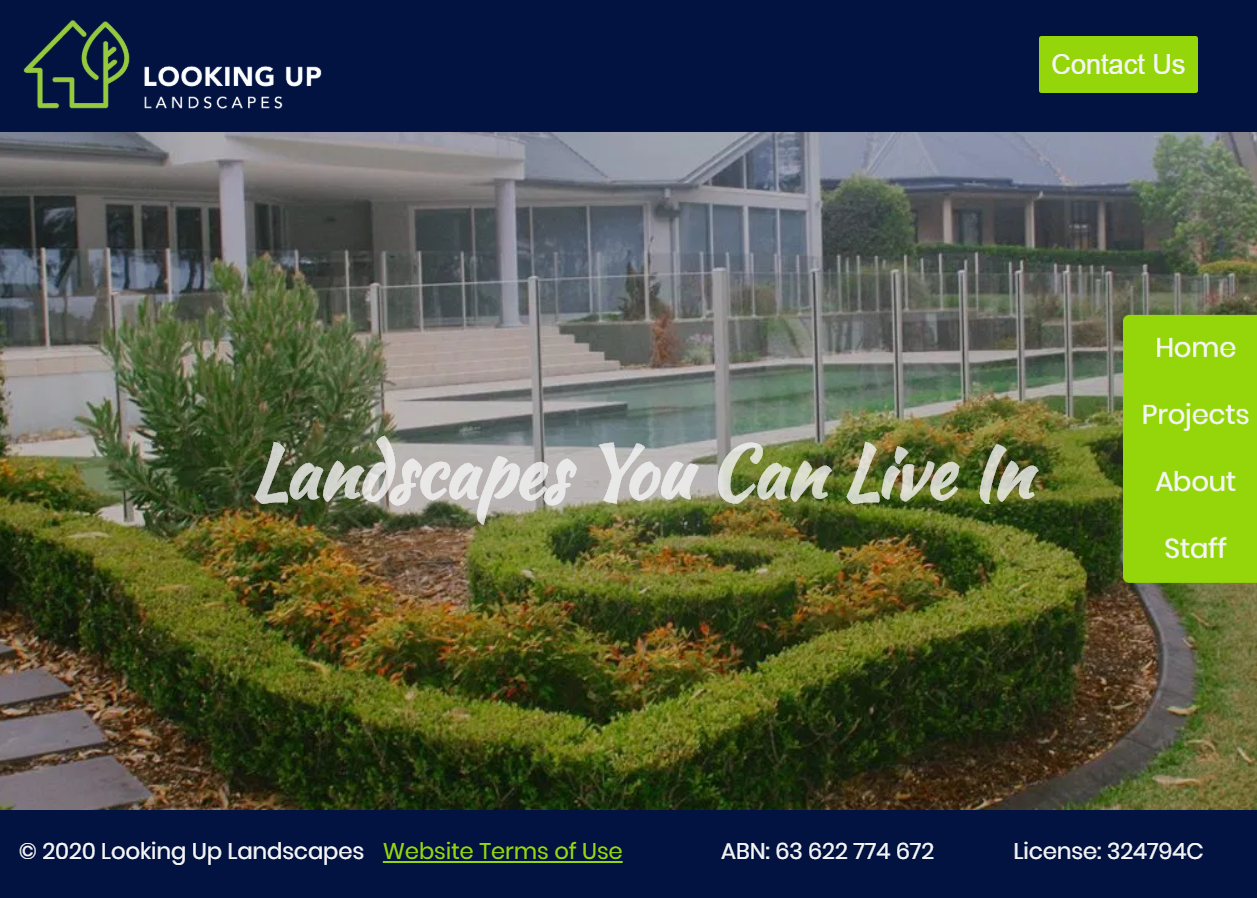 LOOKING UP
LANDSCAPES
Contact Us
Home
Projects
About
Staff
Landscapes You Can Live In
© 2020 Looking Up Landscapes Website Terms of Use ABN: 63 622 774 672 License: 324794C